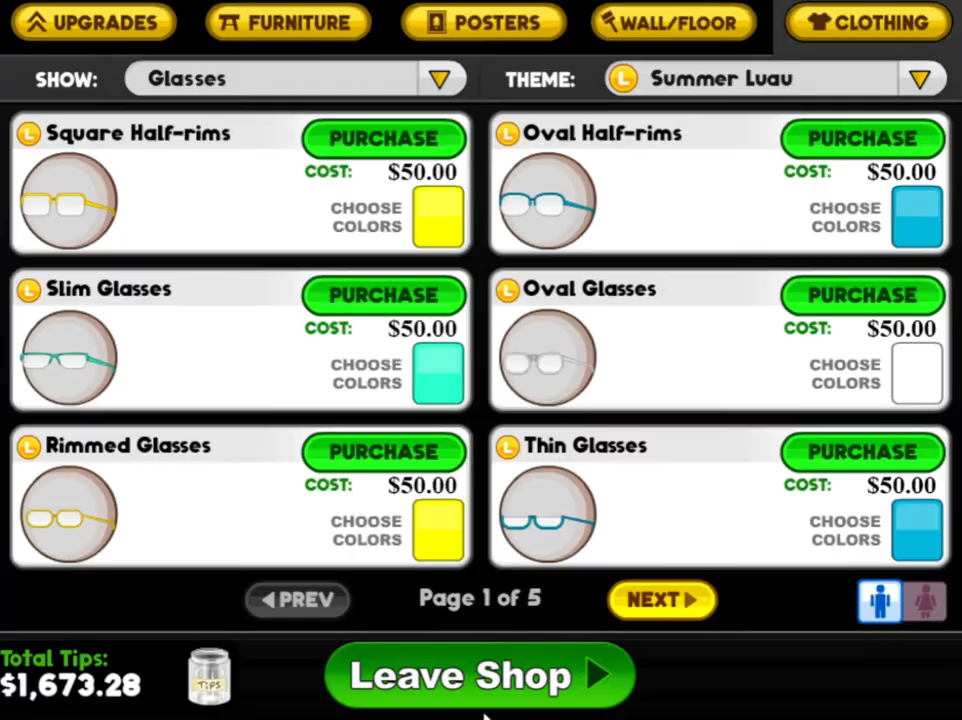 UPGRADES FURNITURE POSTERS WALL/FLOOR CLOTHING
SHOW: Glasses THEME: L Summer Luau
L Square Half-rims PURCHASE
COST: $50.00
CHOOSE
COLORS
L Oval Half-rims PURCHASE
COST: $50.00
CHOOSE
COLORS
L Slim Glasses PURCHASE
COST: $50.00
CHOOSE
COLORS
L Oval Glasses PURCHASE
COST: $50.00
CHOOSE
COLORS
L Rimmed Glasses PURCHASE
COST: $50.00
CHOOSE
COLORS
L Thin Glasses PURCHASE
COST: $50.00
CHOOSE
COLORS
PREV Page 1 of 5 NEXT
Total Tips:
$1,673.28
TIPS
Leave Shop